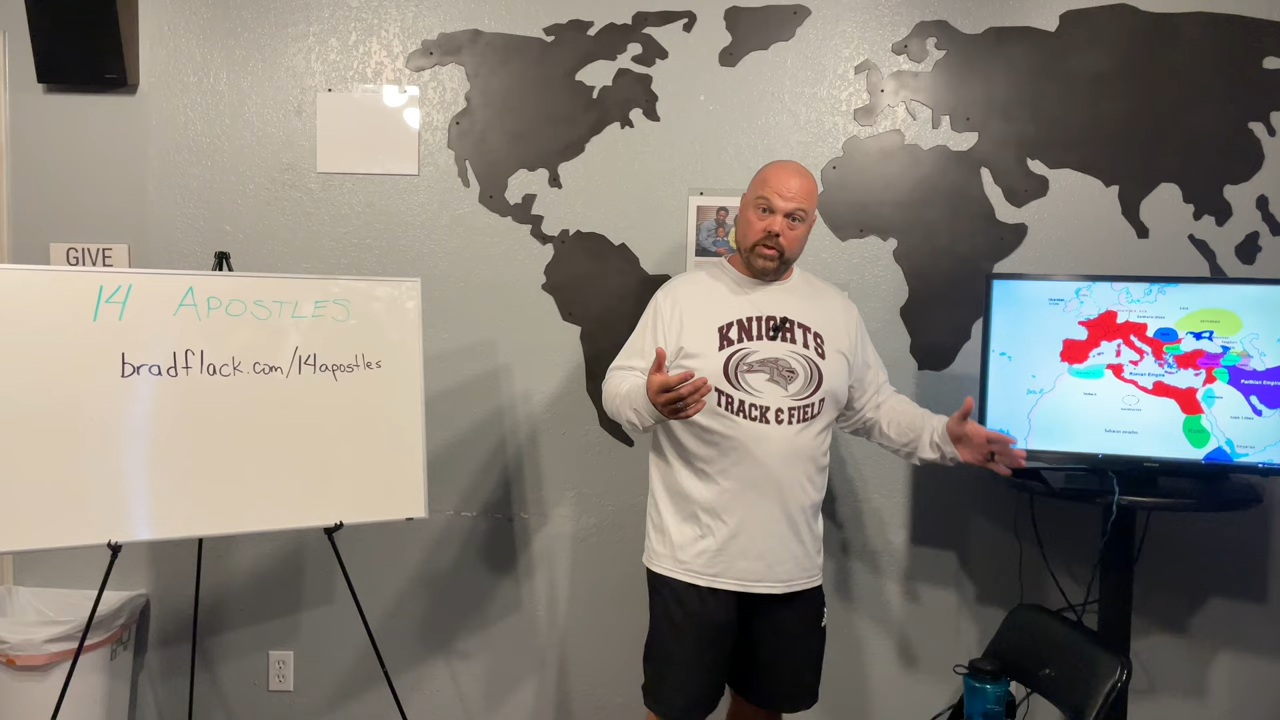 GIVE
14 APOSTLES
bradflack.com/14apostles
KNIGHTS
TRACK & FIELD
Roman Empire
Parthian Empire